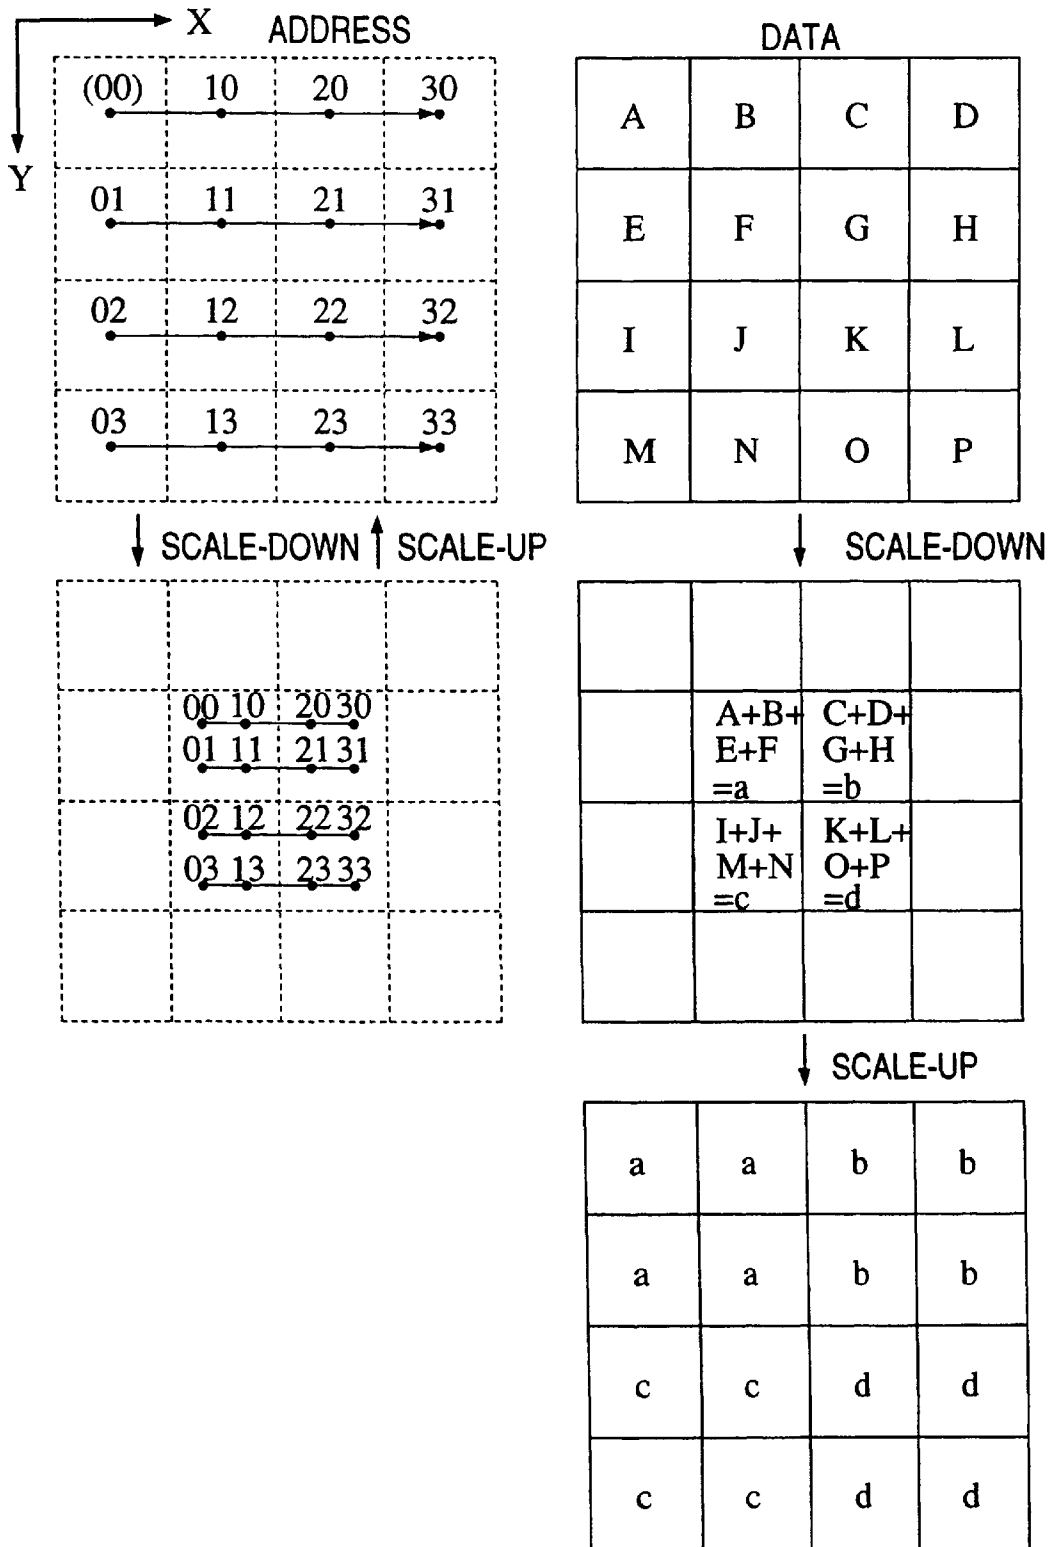 X ADDRESS
Y
(00) 10 20 30
01 11 21 31
02 12 22 32
03 13 23 33
SCALE-DOWN SCALE-UP
00 10 20 30
01 11 21 31
02 12 22 32
03 13 23 33
DATA
A B C D
E F G H
I J K L
M N O P
SCALE-DOWN
A+B+ C+D+
E+F G+H
=a =b
I+J+ K+L+
M+N O+P
=c =d
SCALE-UP
a a b b
a a b b
c c d d
c c d d